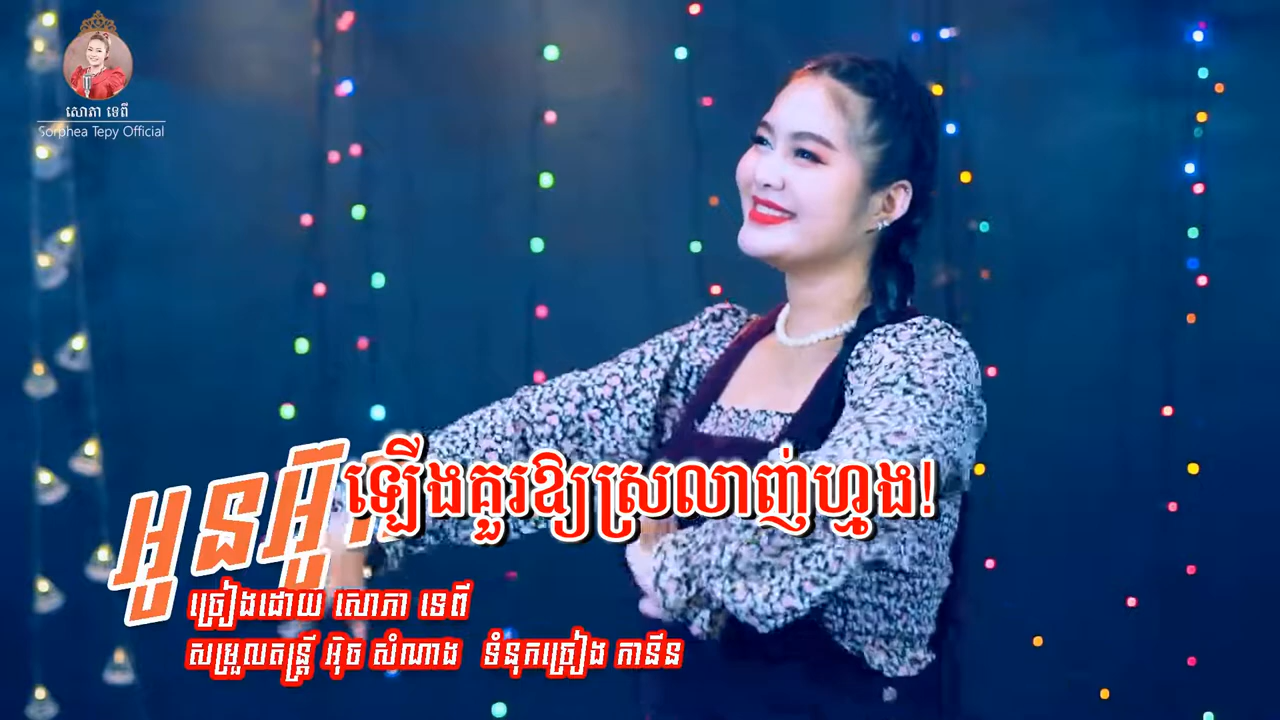 សោភា ទេពី
Sorphea Tepy Official
អូនអ៊ុ
ឡើងគួរឱ្យស្រលាញ់ហ្មង!
ច្រៀងដោយ សោភា ទេពី
សម្រួលតន្ត្រី អ៊ិច សំណាង ទំនុកច្រៀង កានីន